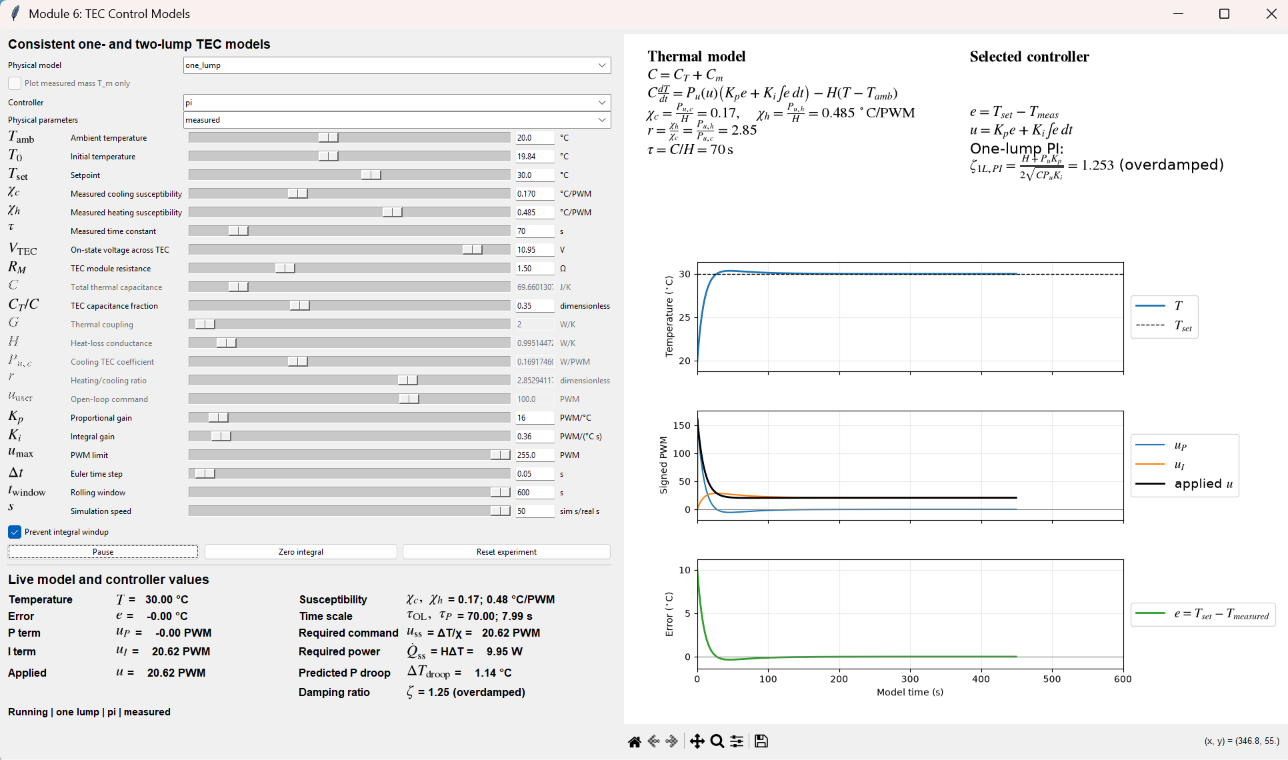 Module 6: TEC Control Models
Consistent one- and two-lump TEC models
Physical model one_lump
Plot measured mass T_m only
Controller pi
Physical parameters measured
T_amb Ambient temperature 20.0 °C
T_0 Initial temperature 19.84 °C
T_set Setpoint 30.0 °C
χ_c Measured cooling susceptibility 0.170 °C/PWM
χ_h Measured heating susceptibility 0.485 °C/PWM
τ Measured time constant 70 s
V_TEC On-state voltage across TEC 10.95 V
R_M TEC module resistance 1.50 Ω
C Total thermal capacitance 69.6601307 J/K
C_T/C TEC capacitance fraction 0.35 dimensionless
G Thermal coupling 2 W/K
H Heat-loss conductance 0.99514472 W/K
P_u,c Cooling TEC coefficient 0.16917460 W/PWM
r Heating/cooling ratio 2.85294117 dimensionless
u_user Open-loop command 100.0 PWM
K_p Proportional gain 16 PWM/°C
K_i Integral gain 0.36 PWM/(°C s)
u_max PWM limit 255.0 PWM
Δt Euler time step 0.05 s
t_window Rolling window 600 s
s Simulation speed 50 sim s/real s
Prevent integral windup
Pause Zero integral Reset experiment
Live model and controller values
Temperature T = 30.00 °C
Error e = -0.00 °C
P term u_P = -0.00 PWM
I term u_I = 20.62 PWM
Applied u = 20.62 PWM
Susceptibility χ_c, χ_h = 0.17; 0.48 °C/PWM
Time scale τ_OL, τ_P = 70.00; 7.99 s
Required command u_ss = ΔT/χ = 20.62 PWM
Required power Q̇_ss = HΔT = 9.95 W
Predicted P droop ΔT_droop = 1.14 °C
Damping ratio ζ = 1.25 (overdamped)
Running | one lump | pi | measured
Thermal model
C = C_T + C_m
C dT/dt = P_u(u)(K_p e + K_i ∫e dt) − H(T − T_amb)
χ_c = P_u,c/H = 0.17, χ_h = P_u,h/H = 0.485 °C/PWM
r = χ_h/χ_c = P_u,h/P_u,c = 2.85
τ = C/H = 70 s
Selected controller
e = T_set − T_meas
u = K_p e + K_i ∫e dt
One-lump PI:
ζ_1L,PI = (H + P_u K_p)/(2√(C P_u K_i)) = 1.253 (overdamped)
Temperature (°C)
30
25
20
T
T_set
Signed PWM
150
100
50
0
u_P
u_I
applied u
Error (°C)
10
5
0
e = T_set − T_measured
0 100 200 300 400 500 600
Model time (s)
(x, y) = (346.8, 55.)